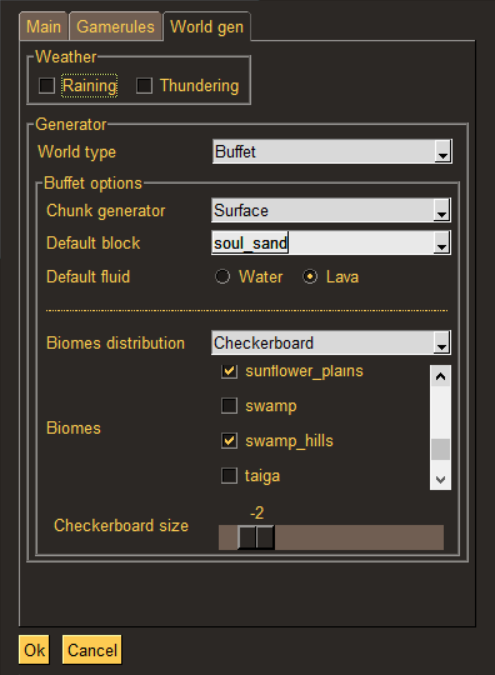 Main Gamerules World gen
Weather
Raining Thundering
Generator
World type Buffet
Buffet options
Chunk generator Surface
Default block soul_sand
Default fluid Water Lava
Biomes distribution Checkerboard
sunflower_plains
swamp
Biomes
swamp_hills
taiga
-2
Checkerboard size
Ok Cancel